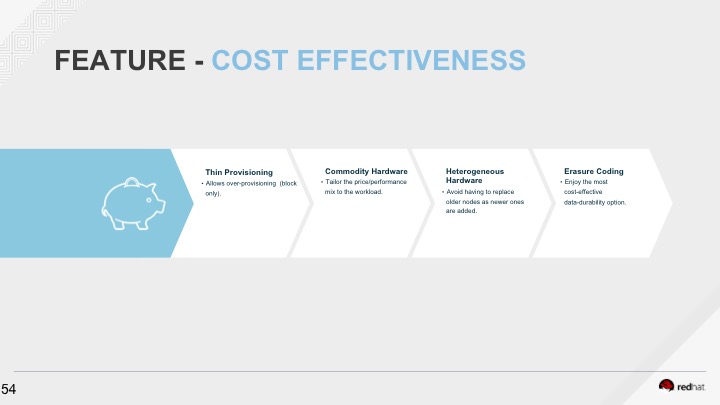 FEATURE - COST EFFECTIVENESS
Thin Provisioning
• Allows over-provisioning (block
only).
Commodity Hardware
• Tailor the price/performance
mix to the workload.
Heterogeneous
Hardware
• Avoid having to replace
older nodes as newer ones
are added.
Erasure Coding
• Enjoy the most
cost-effective
data-durability option.
54
redhat.